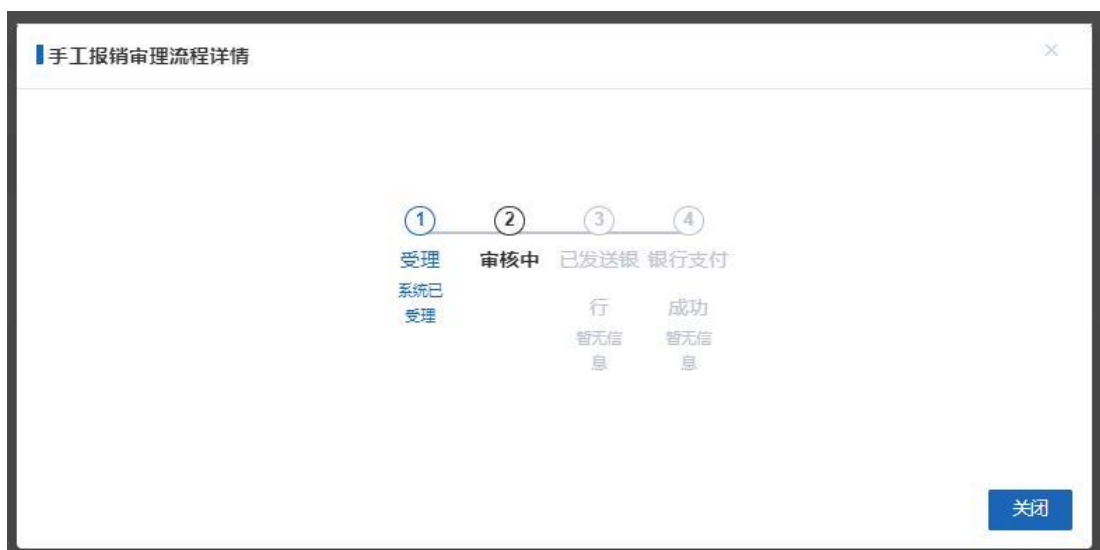 手工报销审理流程详情
1 2 3 4
受理 审核中 已发送银 银行支付
系统已
受理
行 成功
暂无信 暂无信
息 息
关闭